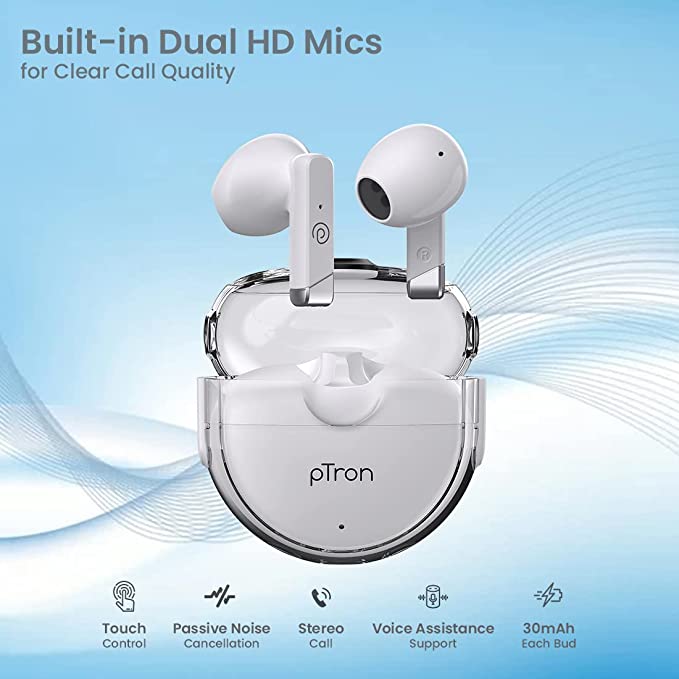 Built-in Dual HD Mics
for Clear Call Quality
R
pTron
Touch
Control
Passive Noise
Cancellation
Stereo
Call
Voice Assistance
Support
30mAh
Each Bud